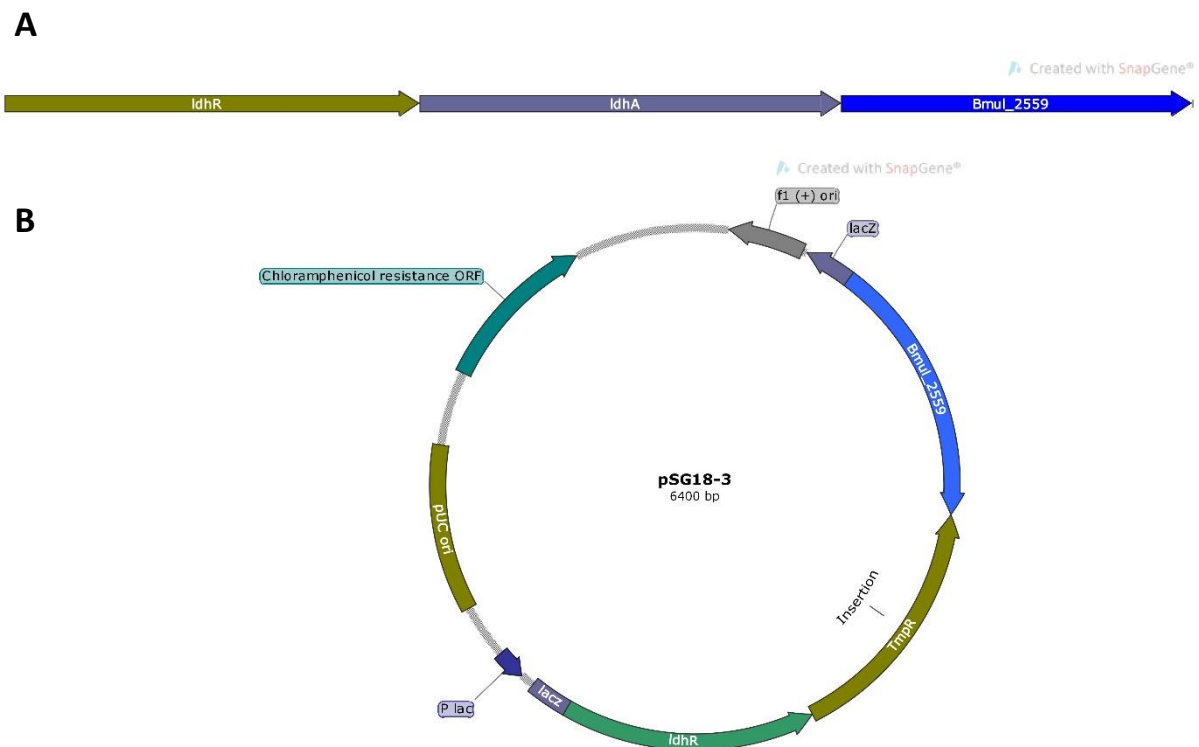 A
Created with SnapGene®
ldhR
ldhA
Bmul_2559
Created with SnapGene®
B
f1 (+) ori
lacZ
Chloramphenicol resistance ORF
Bmul_2559
pSG18-3
6400 bp
pUC ori
Insertion
TmpR
P lac
lacZ
ldhR